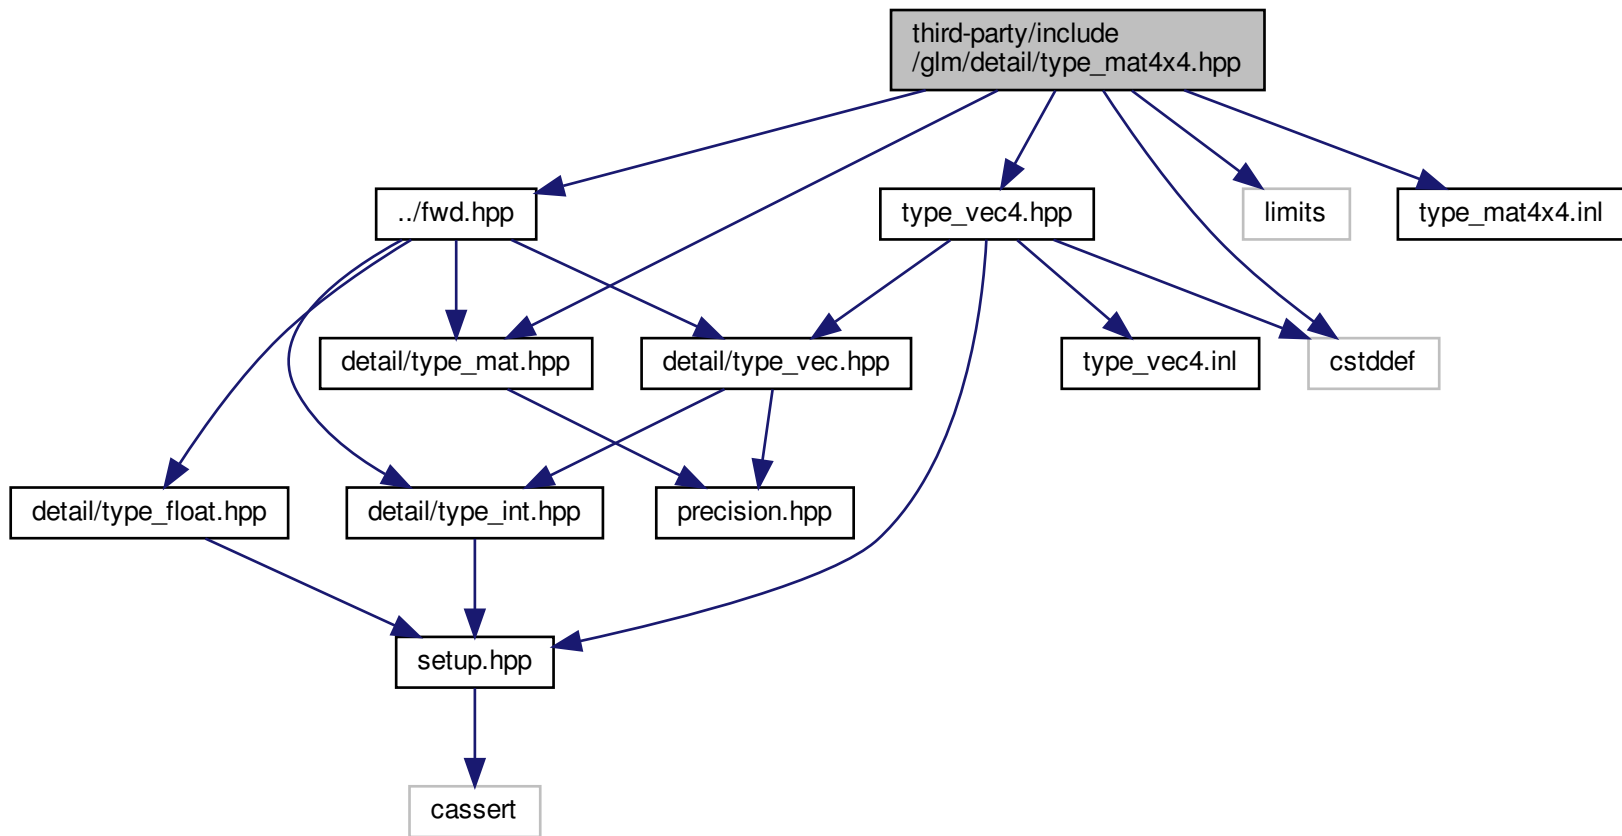 third-party/include
/glm/detail/type_mat4x4.hpp
../fwd.hpp
type_vec4.hpp
limits
type_mat4x4.inl
detail/type_mat.hpp
detail/type_vec.hpp
type_vec4.inl
cstddef
detail/type_float.hpp
detail/type_int.hpp
precision.hpp
setup.hpp
cassert